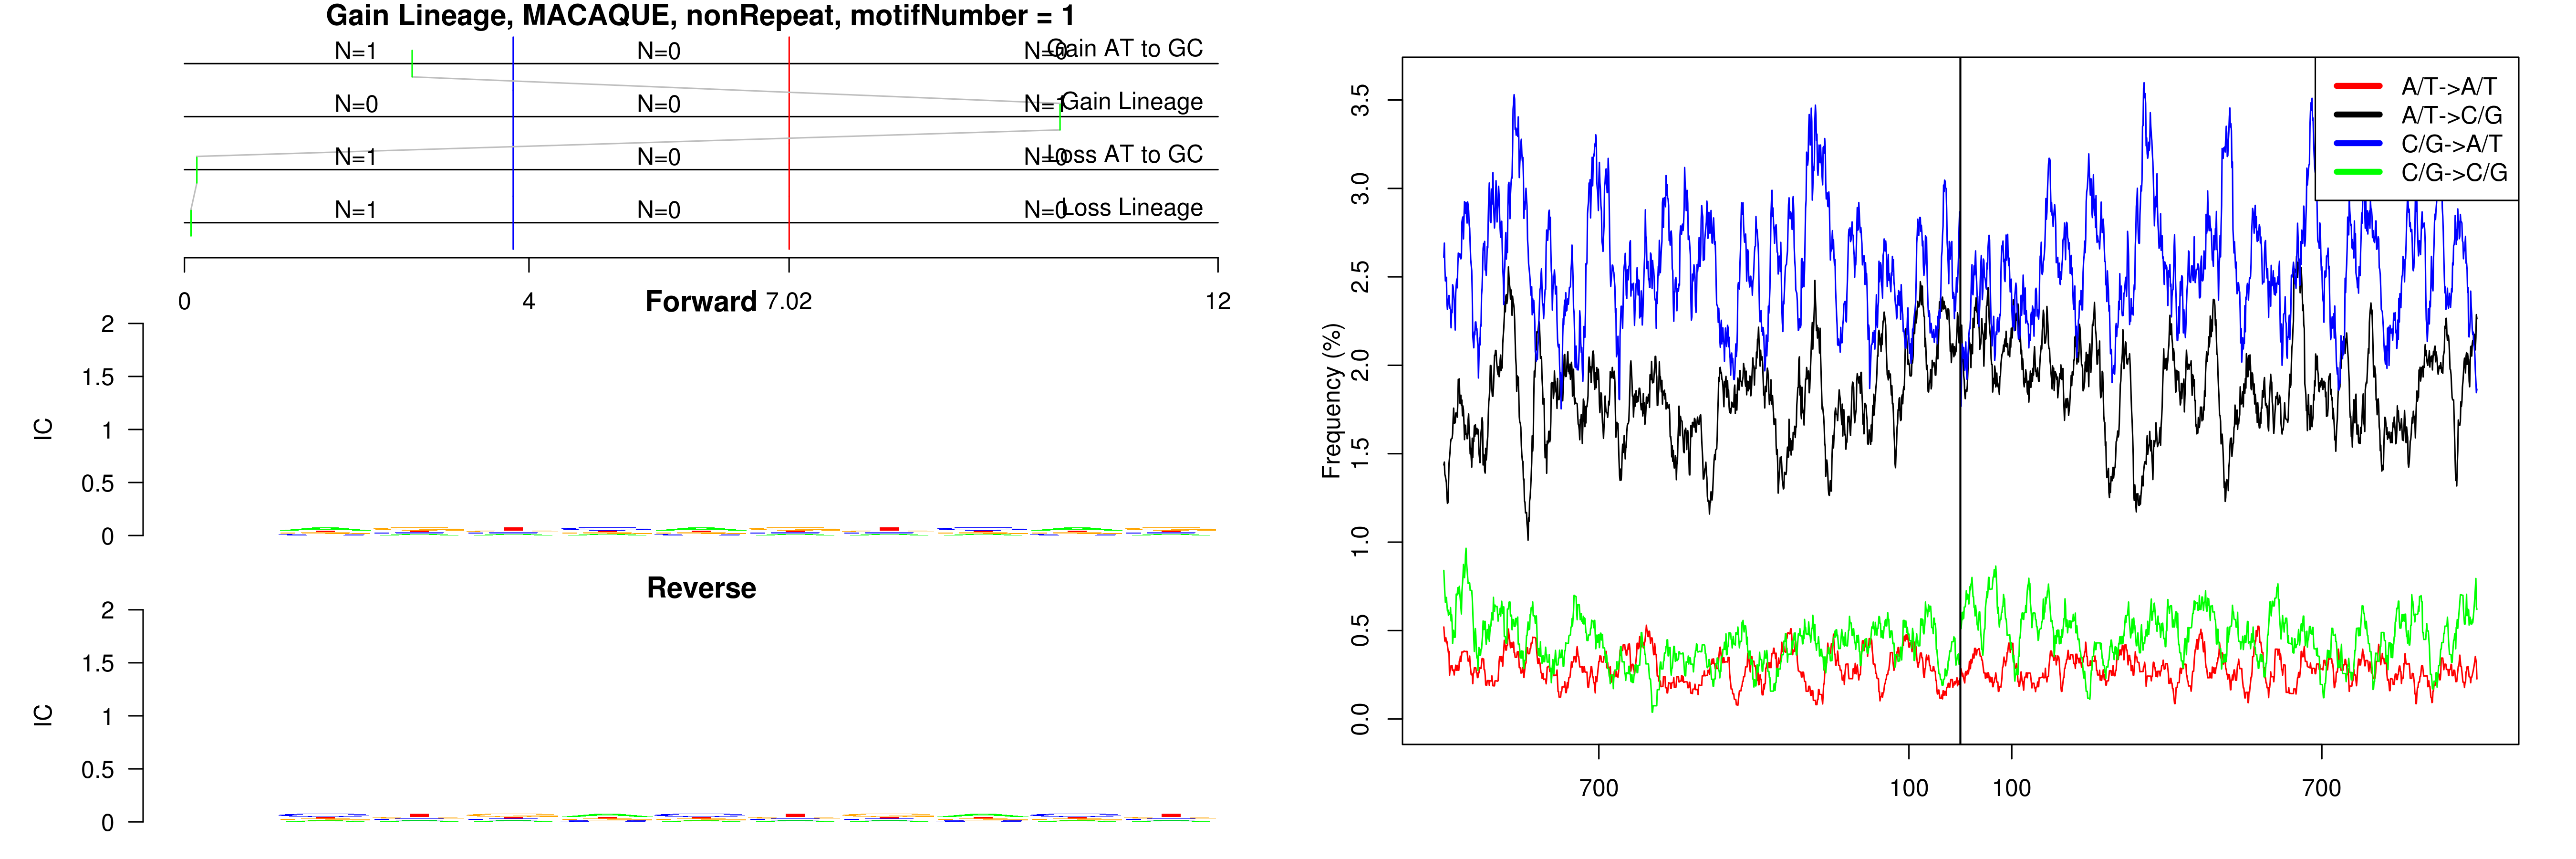 Gain Lineage, MACAQUE, nonRepeat, motifNumber = 1
N=1 N=0 N=0 Gain AT to GC
N=0 N=0 N=1 Gain Lineage
N=1 N=0 N=0 Loss AT to GC
N=1 N=0 N=0 Loss Lineage
0 4 7.02 12
Forward
2
1.5
1
0.5
0
IC
Reverse
2
1.5
1
0.5
0
IC
Frequency (%)
3.5
3.0
2.5
2.0
1.5
1.0
0.5
0.0
700 100 100 700
A/T->A/T
A/T->C/G
C/G->A/T
C/G->C/G